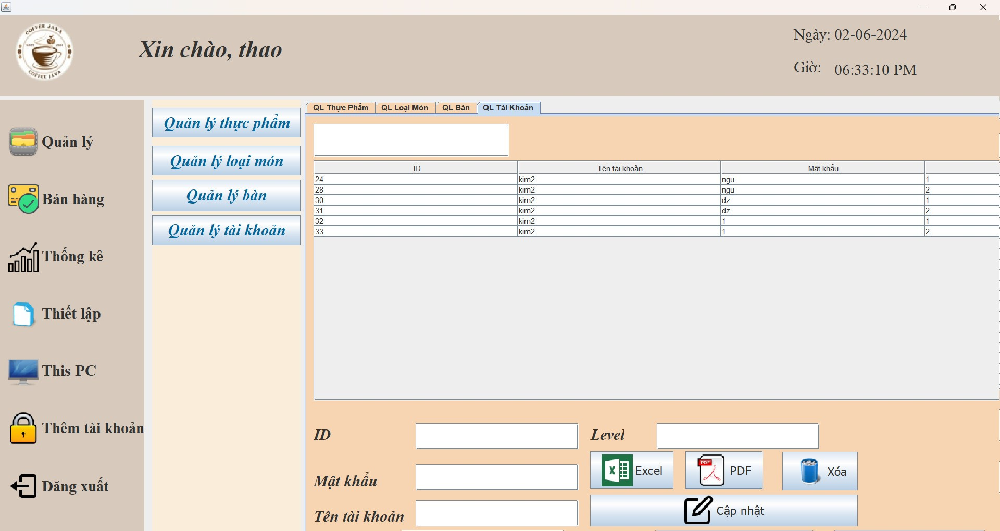 COFFEE JAVA
COFFEE JAVA
Xin chào, thao
Ngày: 02-06-2024
Giờ: 06:33:10 PM
Quản lý
Bán hàng
Thống kê
Thiết lập
This PC
Thêm tài khoản
Đăng xuất
Quản lý thực phẩm
Quản lý loại món
Quản lý bàn
Quản lý tài khoản
QL Thực Phẩm QL Loại Món QL Bàn QL Tài Khoản
ID Tên tài khoản Mật khẩu
24 kim2 ngu 1
28 kim2 ngu 2
30 kim2 dz 1
31 kim2 dz 2
32 kim2 1 1
33 kim2 1 2
ID Level
Excel PDF Xóa
Mật khẩu
Cập nhật
Tên tài khoản